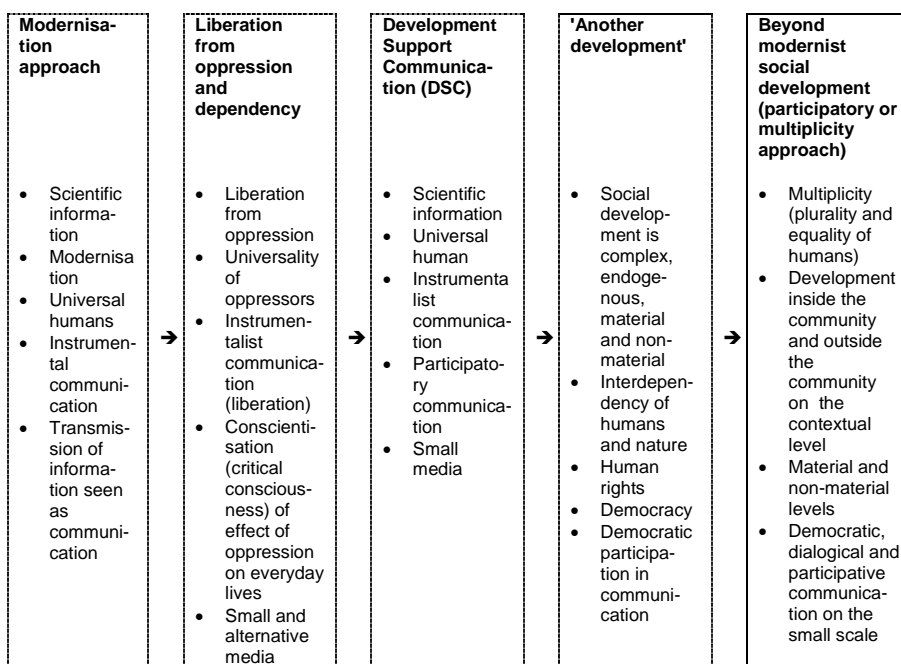 Modernisa-
tion
approach
• Scientific
informa-
tion
• Modernisa
tion
• Universal
humans
• Instrumen-
tal
communi-
cation
• Transmis-
sion of
informa-
tion seen
as
communi-
cation
➔
Liberation
from
oppression
and
dependency
• Liberation
from
oppression
• Universality
of
oppressors
• Instrumen-
talist
communica-
tion
(liberation)
• Conscienti-
sation
(critical
conscious-
ness) of
effect of
oppression
on everyday
lives
• Small and
alternative
media
➔
Development
Support
Communica-
tion (DSC)
• Scientific
information
• Universal
human
• Instrumenta
list
communica-
tion
• Participato-
ry
communica-
tion
• Small
media
➔
'Another
development'
• Social
develop-
ment is
complex,
endoge-
nous,
material
and non-
material
• Interdepen-
dency of
humans
and nature
• Human
rights
• Democracy
• Democratic
participa-
tion in
communi-
cation
➔
Beyond
modernist
social
development
(participatory or
multiplicity
approach)
• Multiplicity
(plurality and
equality of
humans)
• Development
inside the
community
and outside
the
community
on the
contextual
level
• Material and
non-material
levels
• Democratic,
dialogical and
participative
communica-
tion on the
small scale